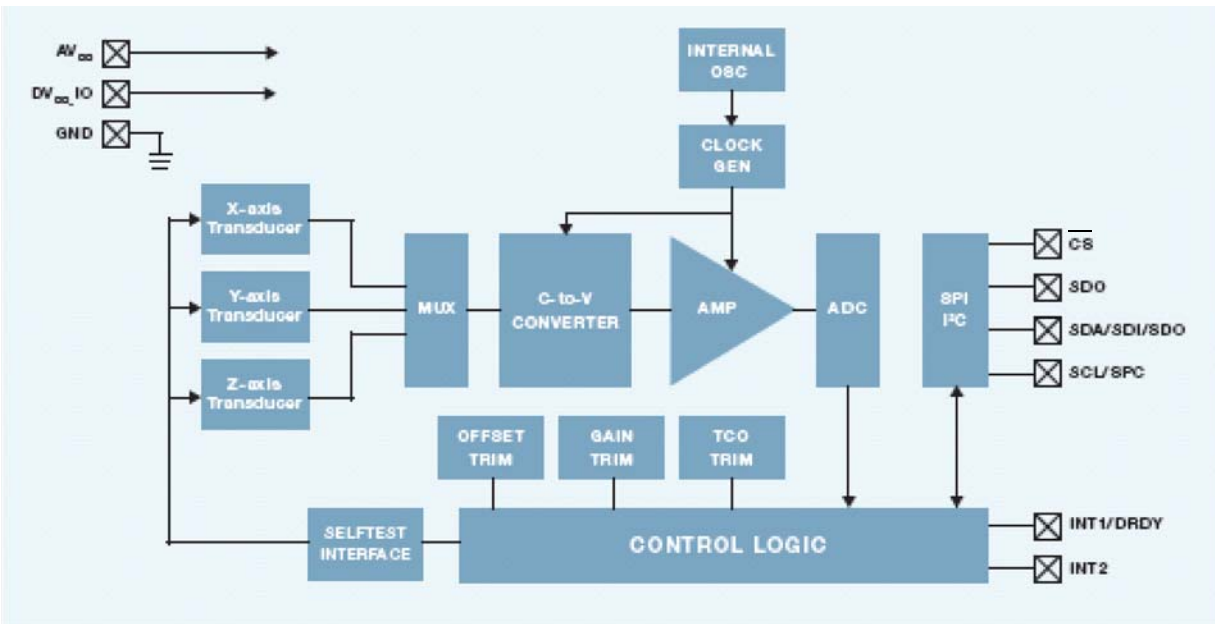 AVDD
DVDD_IO
GND
INTERNAL
OSC
CLOCK
GEN
X-axis
Transducer
Y-axis
Transducer
Z-axis
Transducer
MUX
C-to-V
CONVERTER
AMP
ADC
SPI
I²C
CS
SDO
SDA/SDI/SDO
SCL/SPC
OFFSET
TRIM
GAIN
TRIM
TCO
TRIM
SELFTEST
INTERFACE
CONTROL LOGIC
INT1/DRDY
INT2